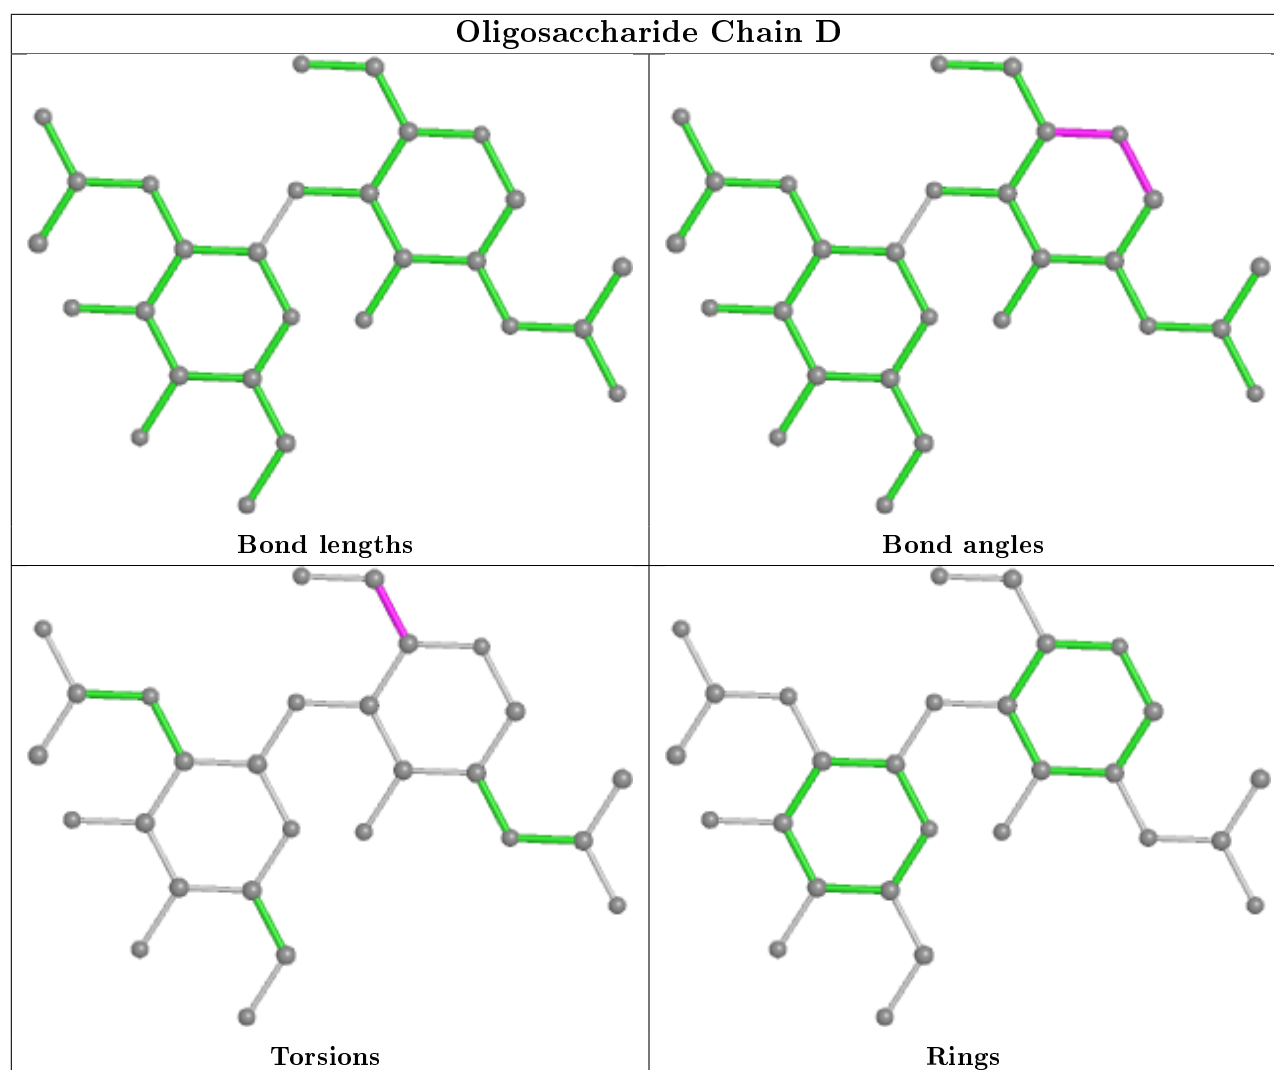 Oligosaccharide Chain D
Bond lengths
Bond angles
Torsions
Rings